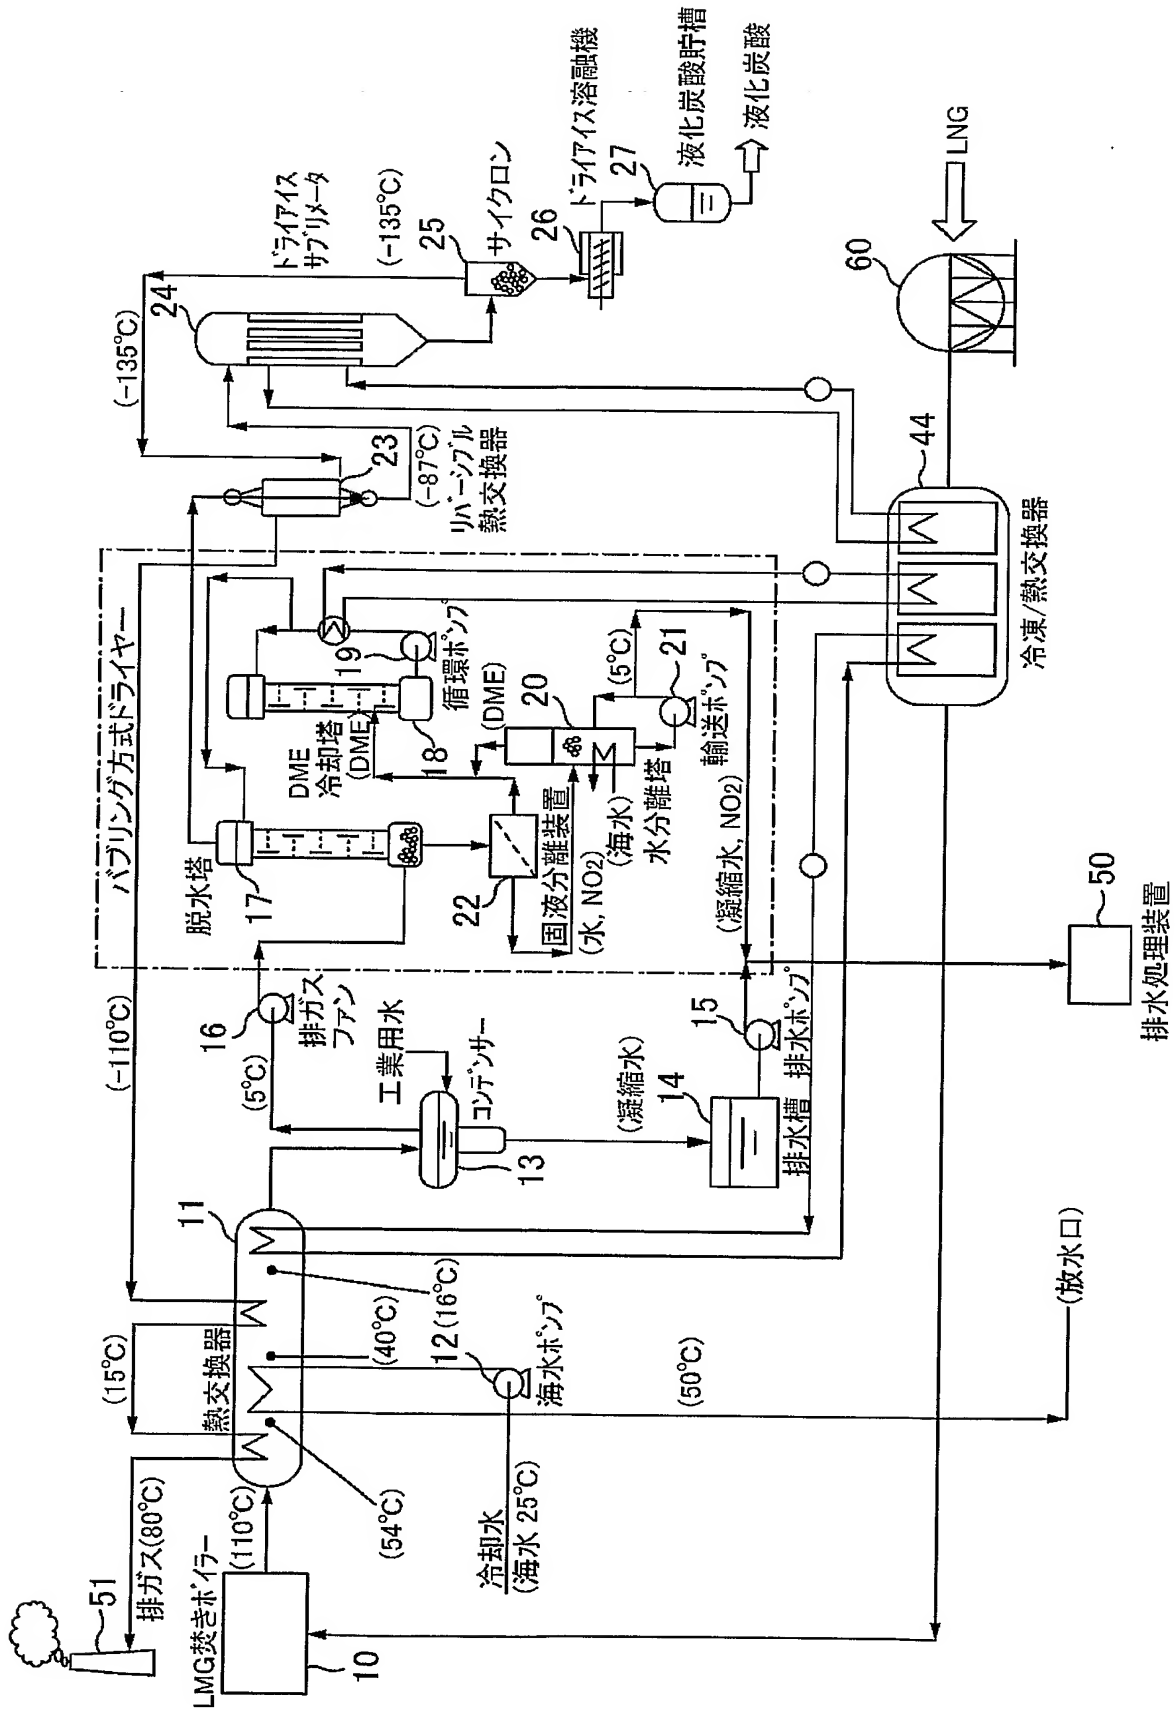 51
排ガス(80℃)
LMG焚きボイラー
10
(110℃)
熱交換器
11
(15℃)
(-110℃)
(54℃)
(40℃)
(16℃)
12
海水ポンプ
冷却水
(海水 25℃)
(50℃)
(放水口)
(5℃)
16
排ガス
ファン
工業用水
コンデンサー
13
(凝縮水)
14
排水槽
15
排水ポンプ
50
排水処理装置
バブリング方式ドライヤー
脱水塔
17
22
固液分離装置
(水, NO2)
DME
冷却塔
(DME)
18
19
循環ポンプ
(DME)
20
(海水)
水分離塔
(5℃)
21
輸送ポンプ
(凝縮水, NO2)
23
(-87℃)
リバーシブル
熱交換器
(-135℃)
24
ドライアイス
サブリメータ
(-135℃)
25
サイクロン
26
ドライアイス溶融機
27
液化炭酸貯槽
液化炭酸
44
冷凍/熱交換器
60
LNG